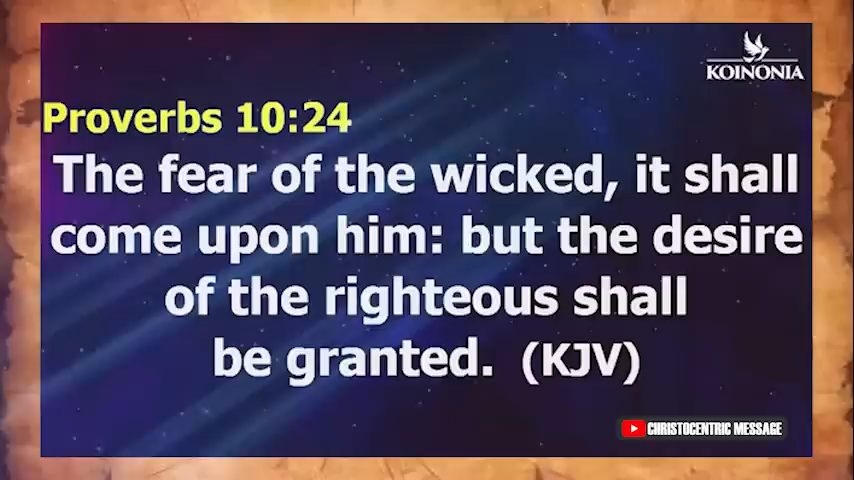 KOINONIA
Proverbs 10:24
The fear of the wicked, it shall
come upon him: but the desire
of the righteous shall
be granted. (KJV)
CHRISTOCENTRIC MESSAGE